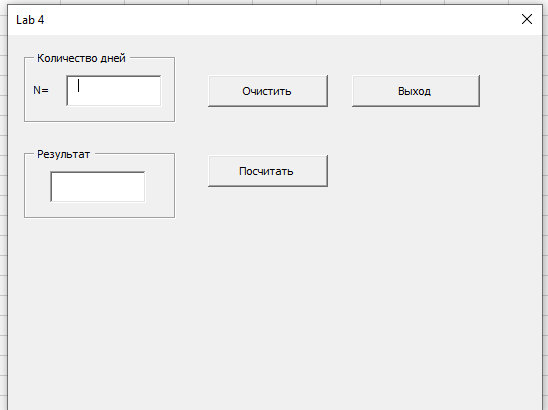 Lab 4
Количество дней
N=
Очистить
Выход
Результат
Посчитать